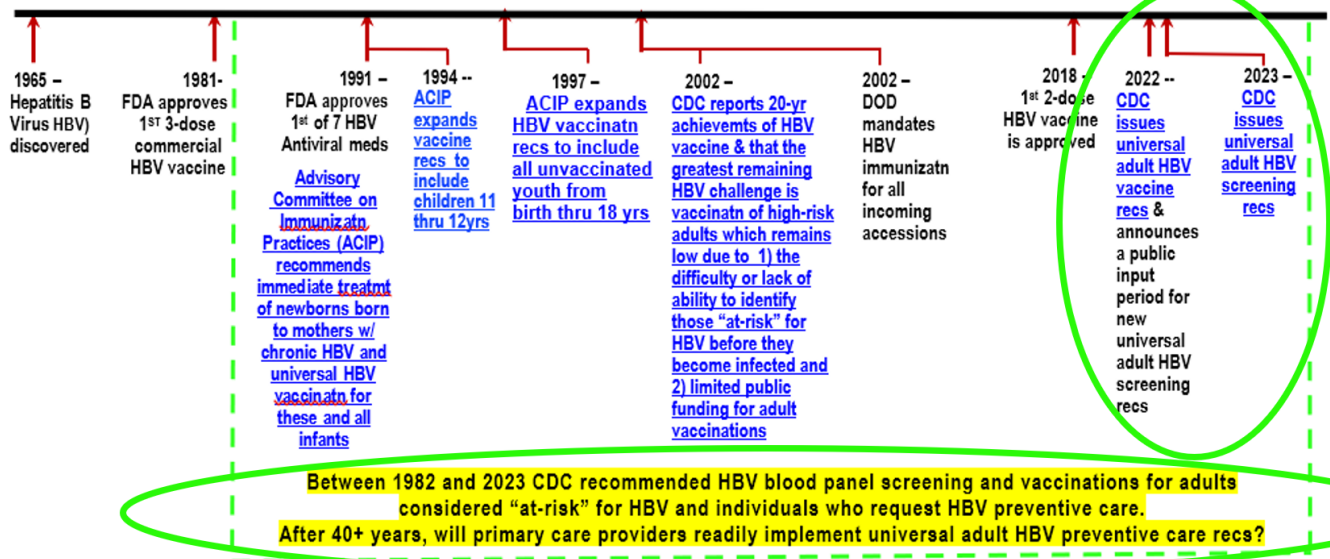 1965 –
Hepatitis B
Virus HBV)
discovered
1981-
FDA approves
1ST 3-dose
commercial
HBV vaccine
1991 –
FDA approves
1st of 7 HBV
Antiviral meds
Advisory
Committee on
Immunizatn
Practices (ACIP)
recommends
immediate treatmt
of newborns born
to mothers w/
chronic HBV and
universal HBV
vaccinatn for
these and all
infants
1994 --
ACIP
expands
vaccine
recs to
include
children 11
thru 12yrs
1997 –
ACIP expands
HBV vaccinatn
recs to include
all unvaccinated
youth from
birth thru 18 yrs
2002 –
CDC reports 20-yr
achievemts of HBV
vaccine & that the
greatest remaining
HBV challenge is
vaccinatn of high-risk
adults which remains
low due to 1) the
difficulty or lack of
ability to identify
those “at-risk” for
HBV before they
become infected and
2) limited public
funding for adult
vaccinations
2002 –
DOD
mandates
HBV
immunizatn
for all
incoming
accessions
2018 -
1st 2-dose
HBV vaccine
is approved
2022 --
CDC
issues
universal
adult HBV
vaccine
recs &
announces
a public
input
period for
new
universal
adult HBV
screening
recs
2023 –
CDC
issues
universal
adult HBV
screening
recs
Between 1982 and 2023 CDC recommended HBV blood panel screening and vaccinations for adults
considered “at-risk” for HBV and individuals who request HBV preventive care.
After 40+ years, will primary care providers readily implement universal adult HBV preventive care recs?